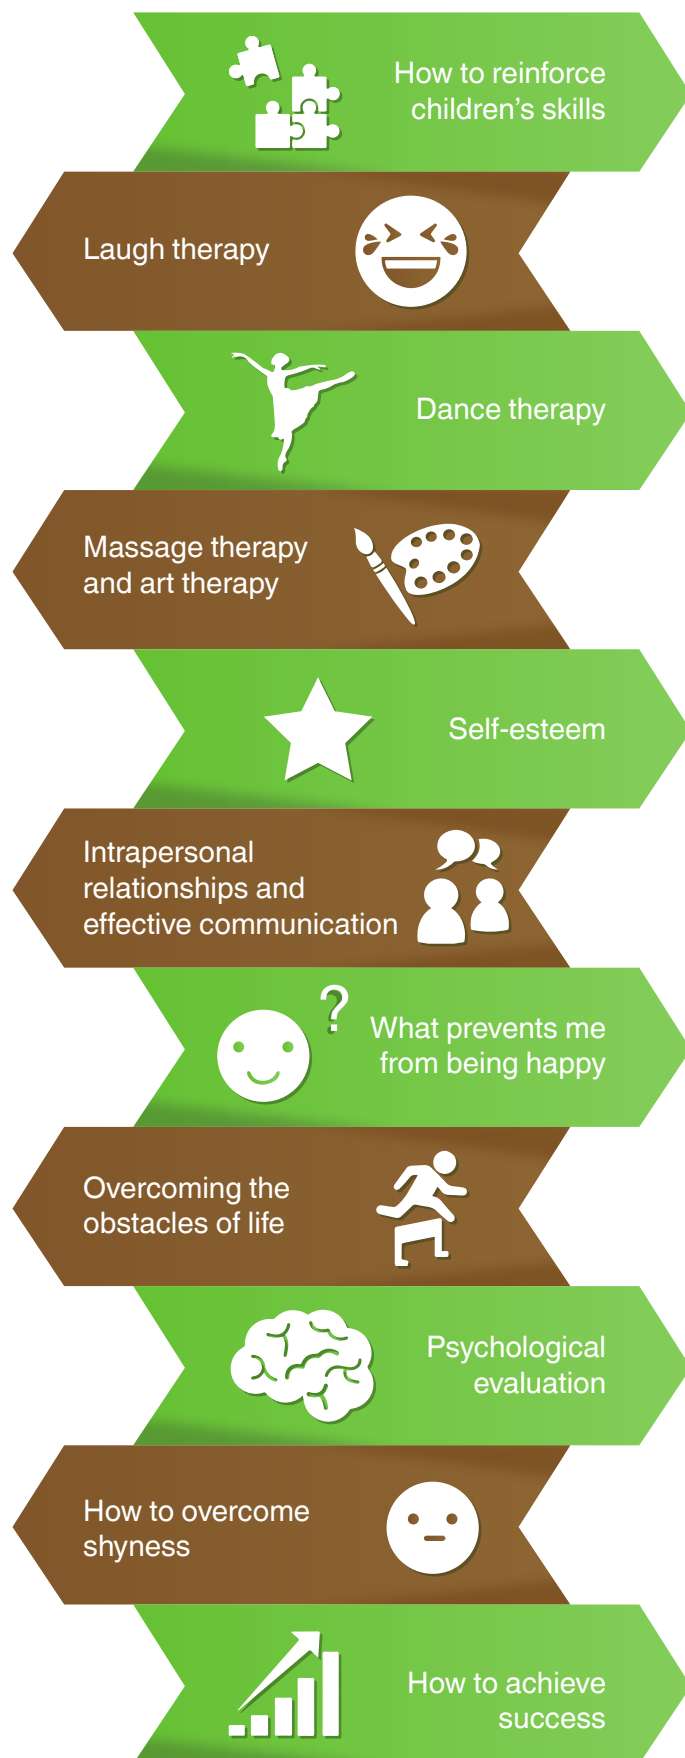 How to reinforce
children’s skills
Laugh therapy
Dance therapy
Massage therapy
and art therapy
Self-esteem
Intrapersonal
relationships and
effective communication
?
What prevents me
from being happy
Overcoming the
obstacles of life
Psychological
evaluation
How to overcome
shyness
How to achieve
success